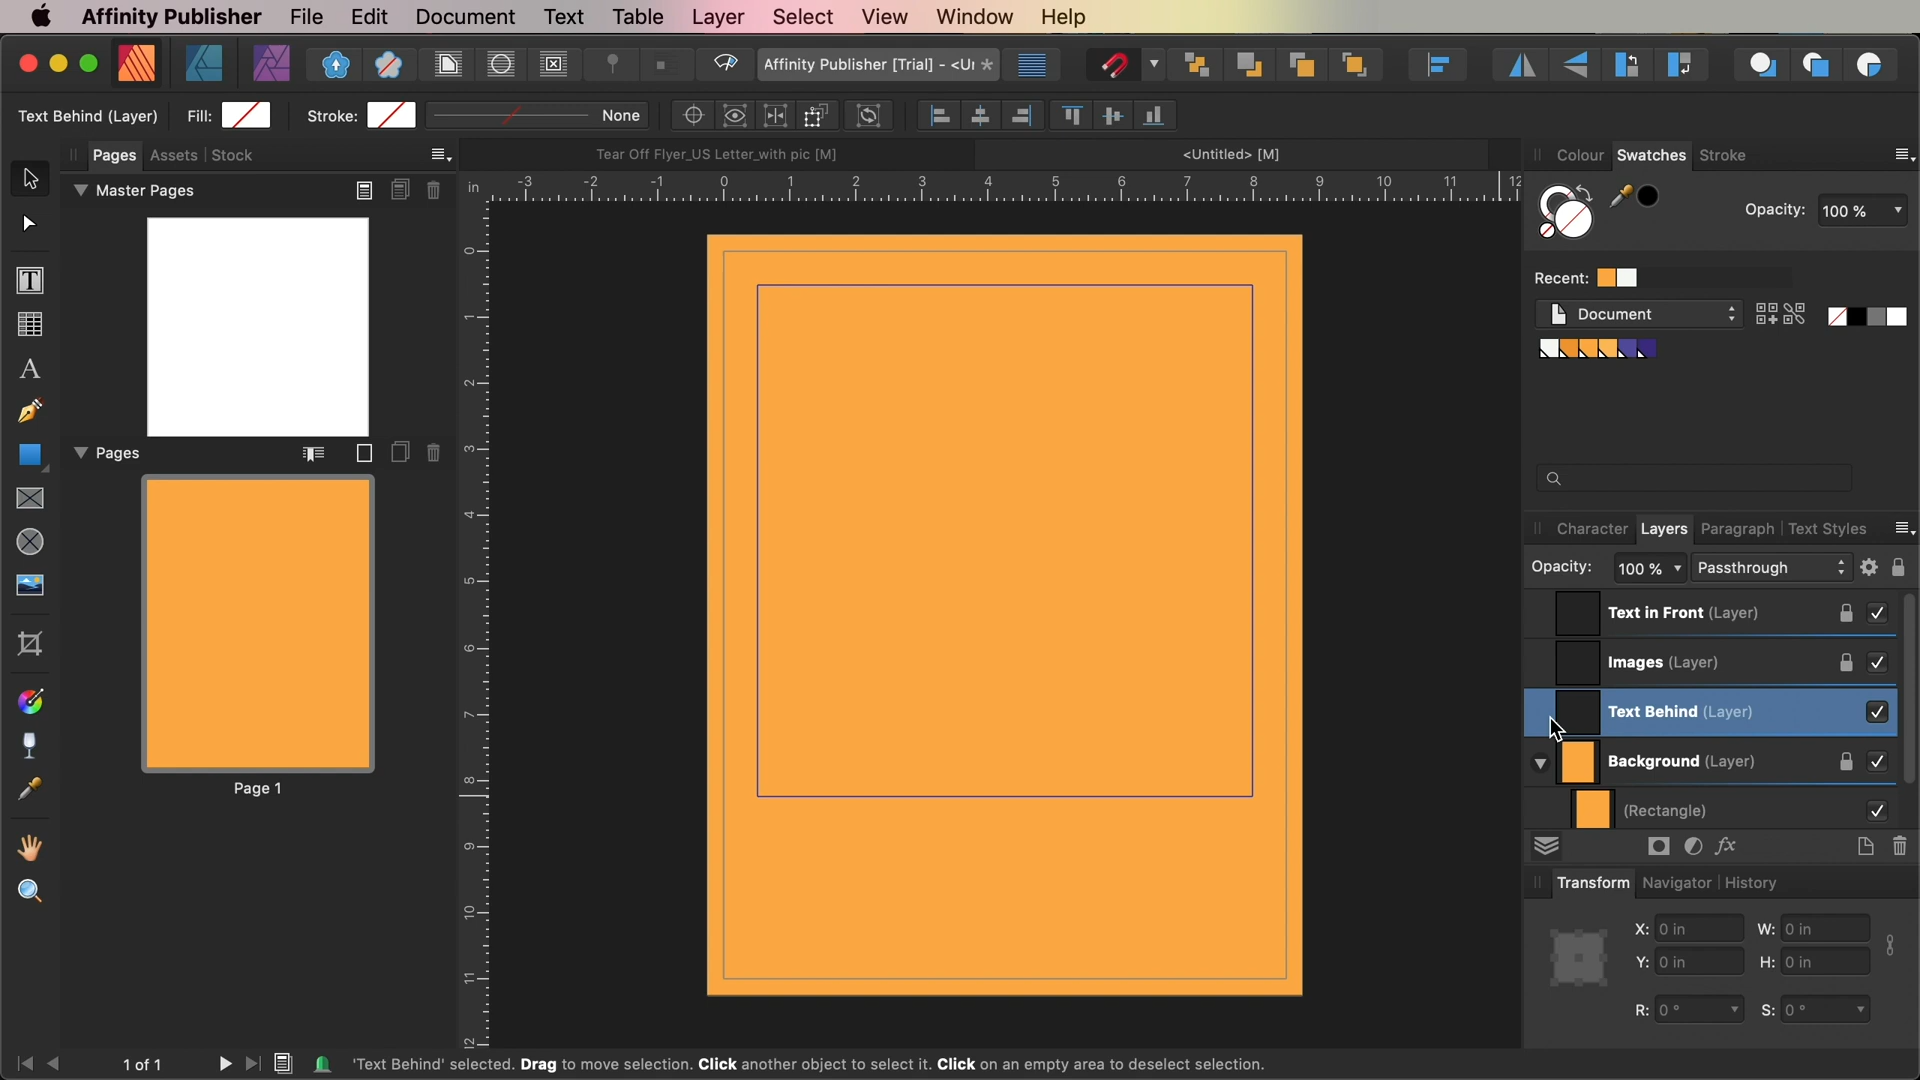 Affinity Publisher File Edit Document Text Table Layer Select View Window Help
Affinity Publisher [Trial] - <Ur *
Text Behind (Layer) Fill: Stroke: None
Pages Assets Stock
Tear Off Flyer_US Letter_with pic [M]
<Untitled> [M]
Colour Swatches Stroke
Master Pages
in -3 -2 -1 0 1 2 3 4 5 6 7 8 9 10 11 12
Opacity: 100 %
0 1 2 3 4 5 6 7 8 9 10 11 12
Recent:
Document
Pages
Page 1
Character Layers Paragraph Text Styles
Opacity: 100 % Passthrough
Text in Front (Layer)
Images (Layer)
Text Behind (Layer)
Background (Layer)
(Rectangle)
fx
Transform Navigator History
X: 0 in W: 0 in
Y: 0 in H: 0 in
R: 0 ° S: 0 °
1 of 1 'Text Behind' selected. Drag to move selection. Click another object to select it. Click on an empty area to deselect selection.